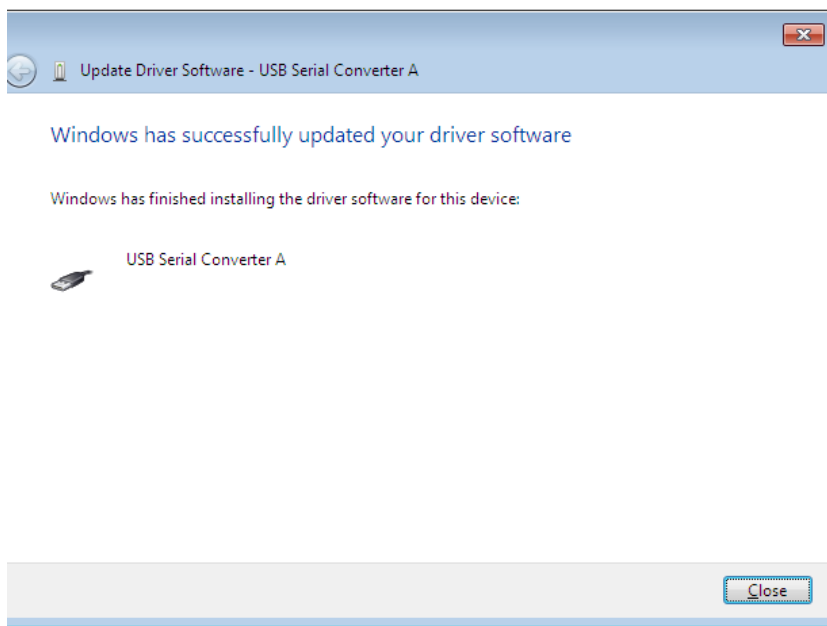 Update Driver Software - USB Serial Converter A
Windows has successfully updated your driver software
Windows has finished installing the driver software for this device:
USB Serial Converter A
Close